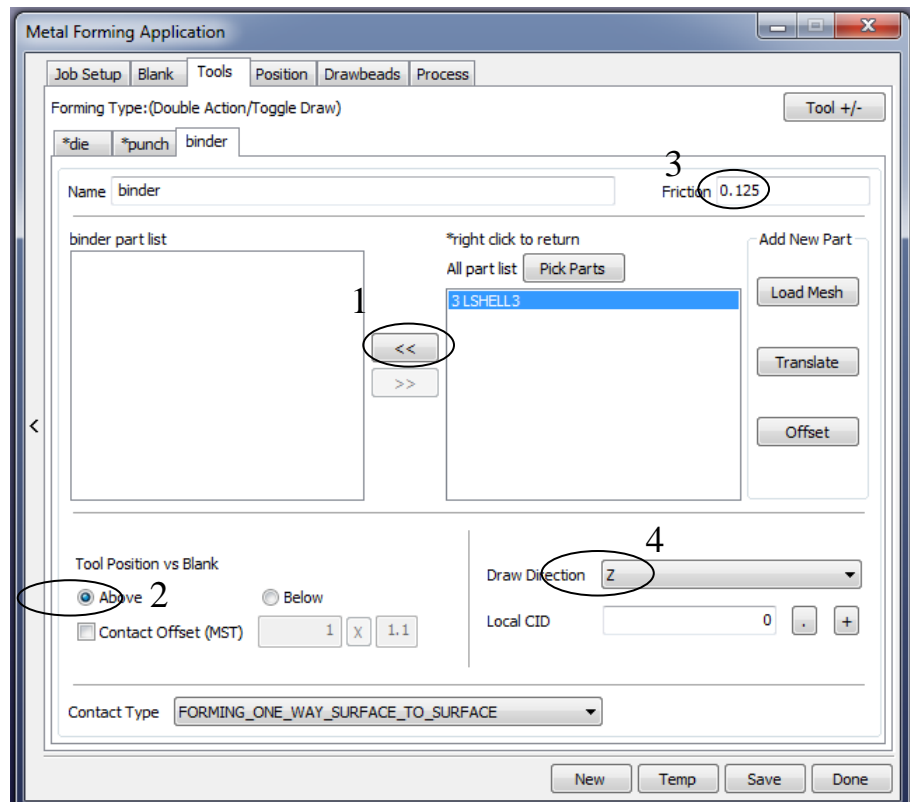 Metal Forming Application
X
Job Setup Blank Tools Position Drawbeads Process
Forming Type:(Double Action/Toggle Draw) Tool +/-
*die *punch binder
3
Name binder Friction 0.125
binder part list *right click to return Add New Part
All part list Pick Parts
1 3 LSHELL3 Load Mesh
<<
>> Translate
<
Offset
4
Tool Position vs Blank
Draw Direction Z
Above 2 Below
Local CID 0 . +
Contact Offset (MST) 1 X 1.1
Contact Type FORMING_ONE_WAY_SURFACE_TO_SURFACE
New Temp Save Done